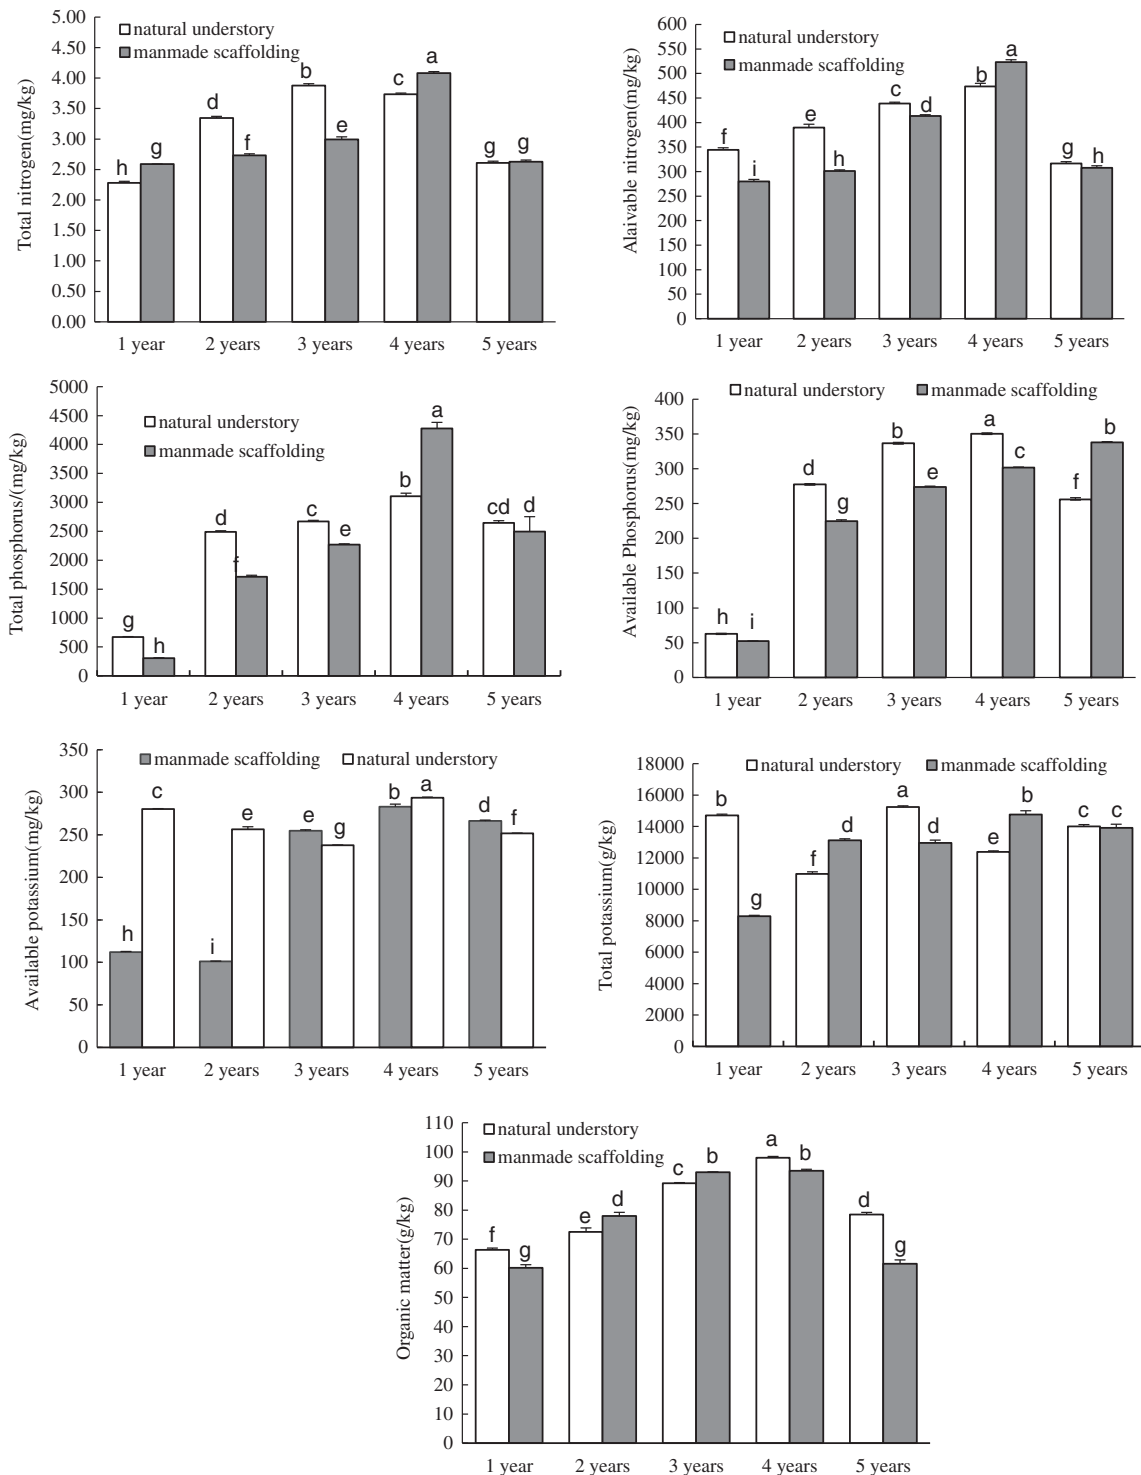 5.00
4.50
4.00
3.50
3.00
2.50
2.00
1.50
1.00
0.50
0.00
Total nitrogen(mg/kg)
natural understory
manmade scaffolding
h g d f b e c a g g
1 year 2 years 3 years 4 years 5 years
600
550
500
450
400
350
300
250
200
150
100
50
0
Alaivable nitrogen(mg/kg)
natural understory
manmade scaffolding
f i e h c d b a g h
1 year 2 years 3 years 4 years 5 years
5000
4500
4000
3500
3000
2500
2000
1500
1000
500
0
Total phosphorus/(mg/kg)
natural understory
manmade scaffolding
g h d f c e b a cd d
1 year 2 years 3 years 4 years 5 years
400
350
300
250
200
150
100
50
0
Available Phosphorus(mg/kg)
natural understory manmade scaffolding
h i d g b e a c f b
1 year 2 years 3 years 4 years 5 years
350
300
250
200
150
100
50
0
Available potassium(mg/kg)
manmade scaffolding natural understory
h c i e e g b a d f
1 year 2 years 3 years 4 years 5 years
18000
16000
14000
12000
10000
8000
6000
4000
2000
0
Total potassium(g/kg)
natural understory manmade scaffolding
b g f d a d e b c c
1 year 2 years 3 years 4 years 5 years
110
100
90
80
70
60
50
40
30
20
10
0
Organic matter(g/kg)
natural understory
manmade scaffolding
f g e d c b a b d g
1 year 2 years 3 years 4 years 5 years